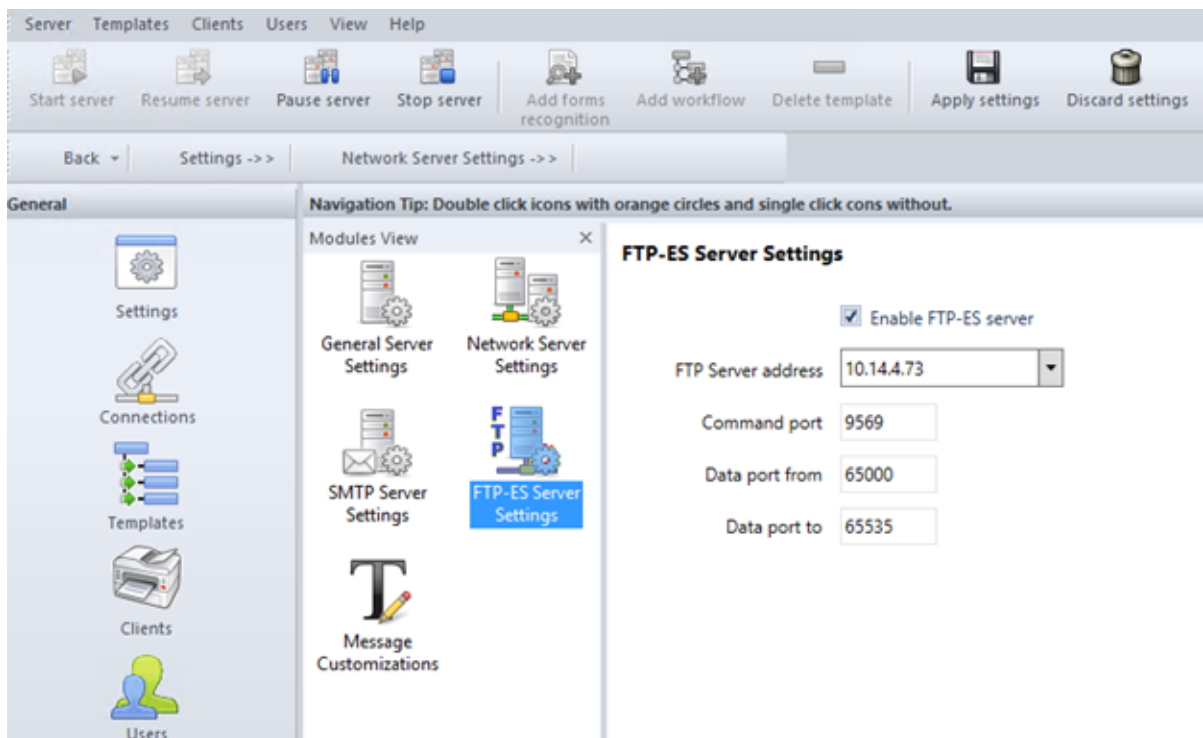 Server Templates Clients Users View Help
Start server Resume server Pause server Stop server Add forms recognition Add workflow Delete template Apply settings Discard settings
Back Settings ->> Network Server Settings ->>
General
Navigation Tip: Double click icons with orange circles and single click cons without.
Settings
Connections
Templates
Clients
Users
Modules View
General Server
Settings
Network Server
Settings
SMTP Server
Settings
FTP
FTP-ES Server
Settings
Message
Customizations
FTP-ES Server Settings
Enable FTP-ES server
FTP Server address 10.14.4.73
Command port 9569
Data port from 65000
Data port to 65535